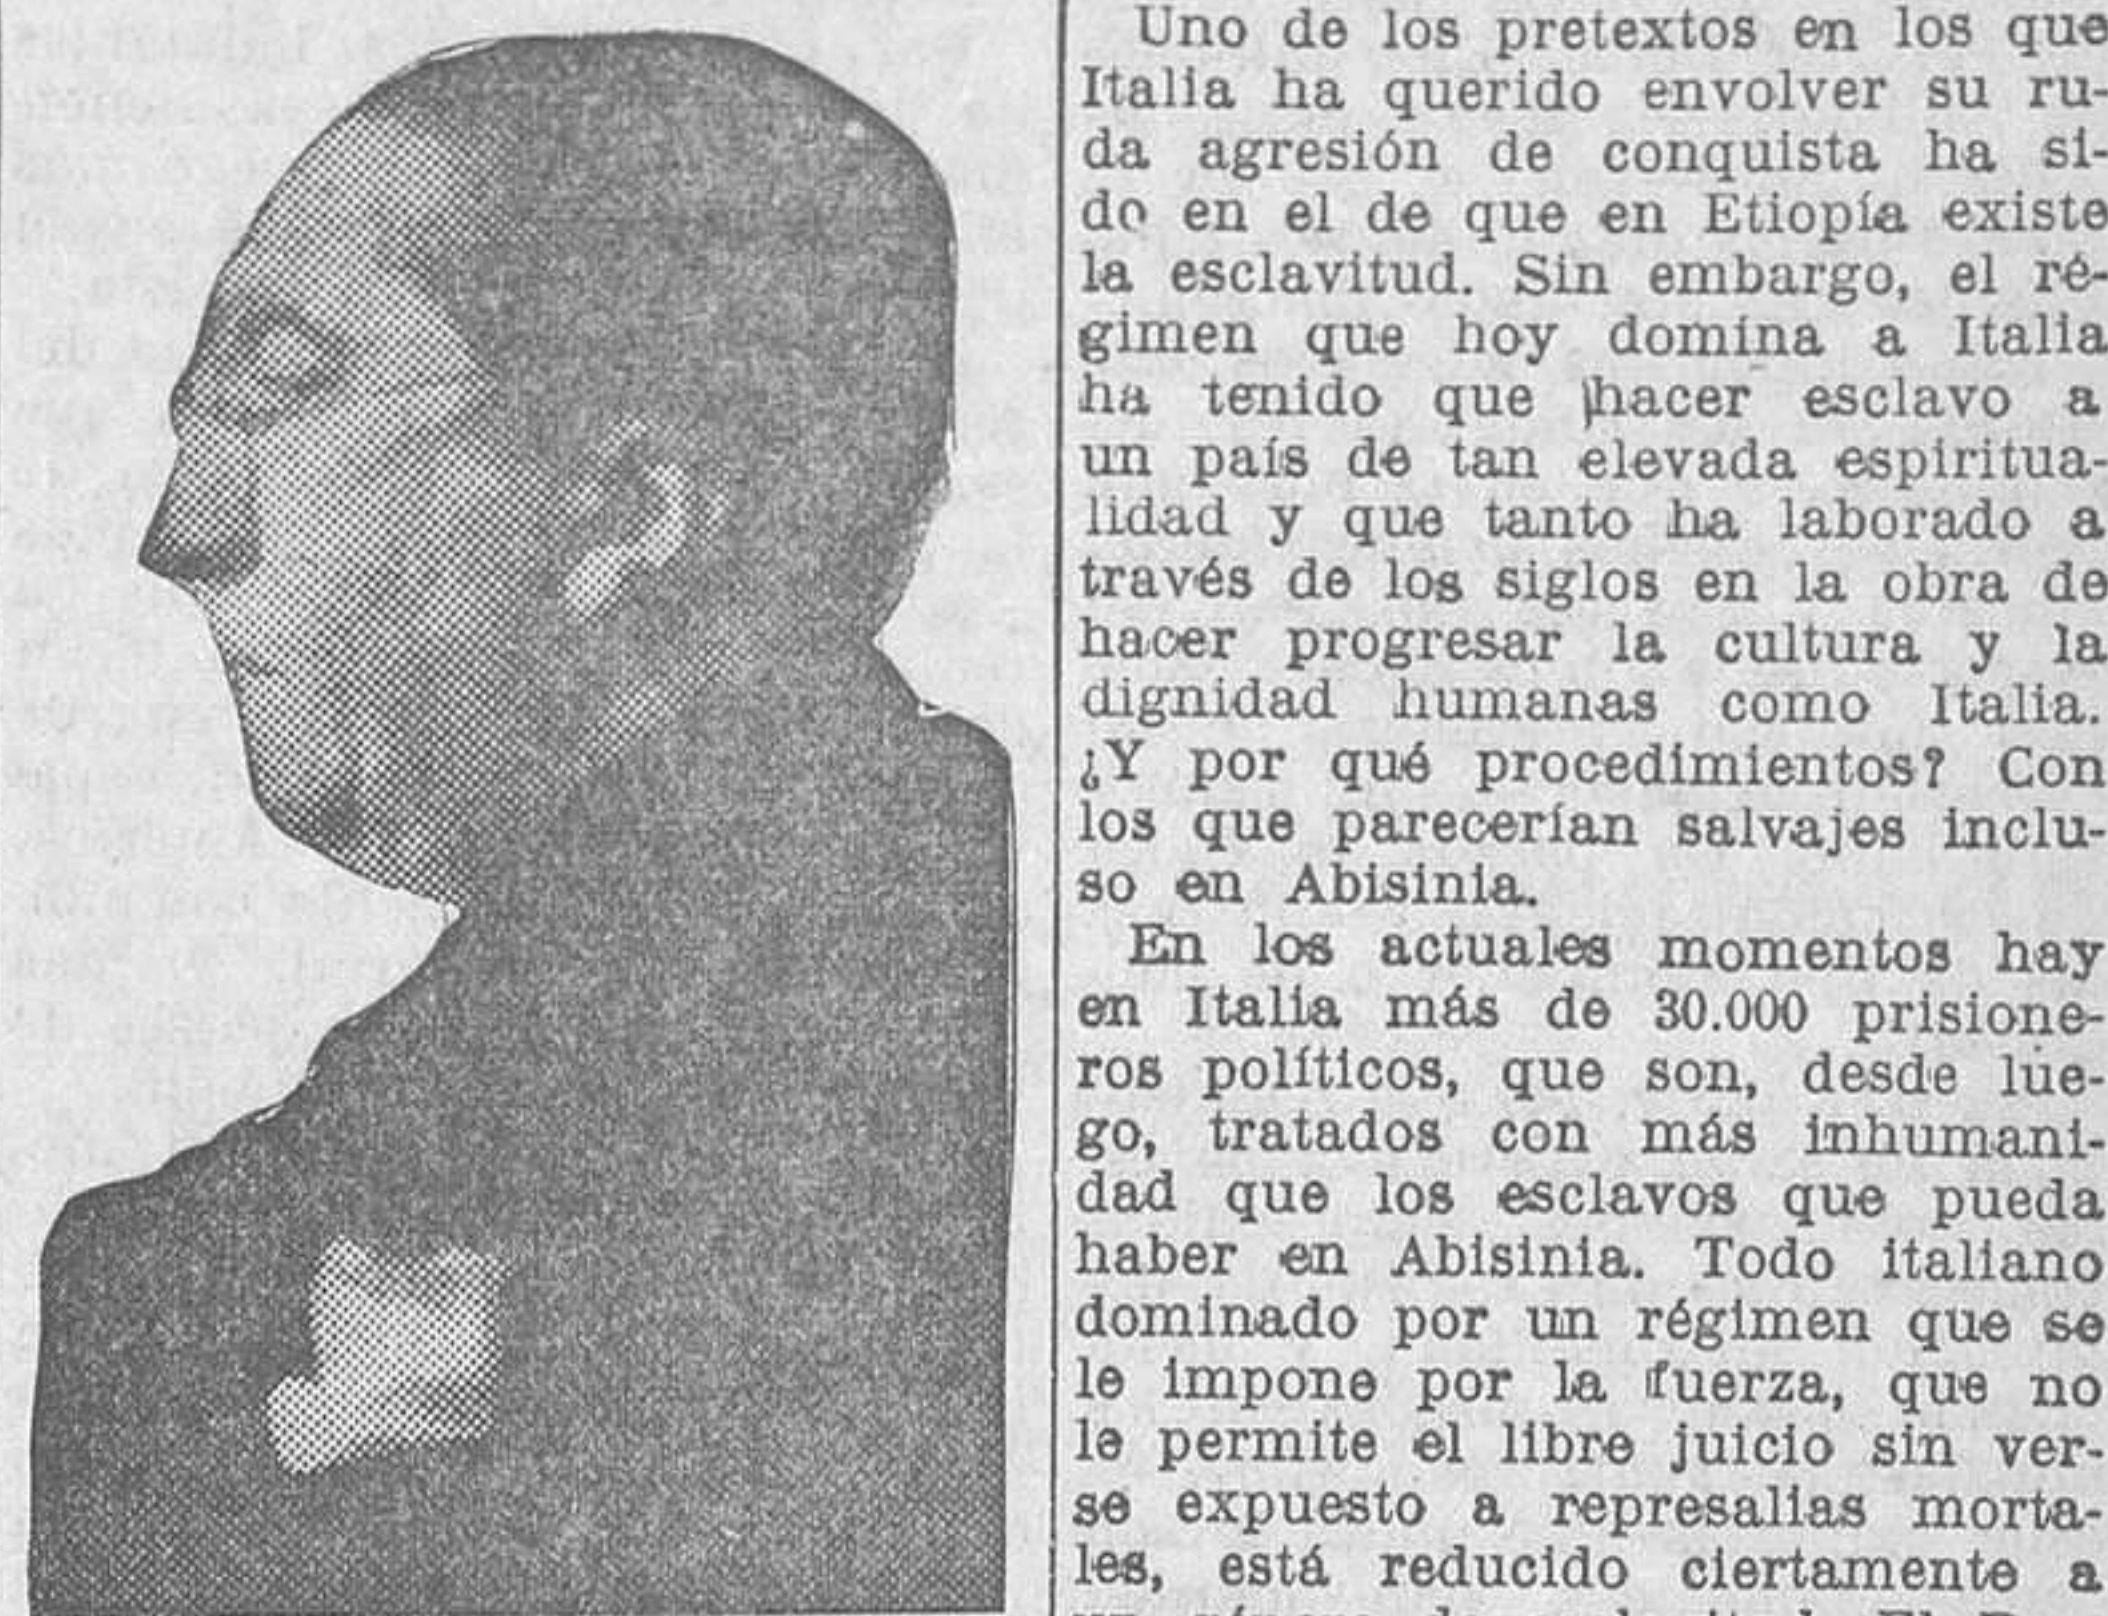 Uno de los pretextos en los que
Italia ha querido envolver su ru-
da agresión de conquista ha si-
do en el de que en Etiopía existe
la esclavitud. Sin embargo, el ré-
gimen que hoy domina a Italia
ha tenido que hacer esclavo a
un país de tan elevada espiritua-
lidad y que tanto ha laborado a
través de los siglos en la obra de
hacer progresar la cultura y la
dignidad humanas como Italia.
¿Y por qué procedimientos? Con
los que parecerían salvajes inclu-
so en Abisinia.
En los actuales momentos hay
en Italia más de 30.000 prisione-
ros políticos, que son, desde lue-
go, tratados con más inhumani-
dad que los esclavos que pueda
haber en Abisinia. Todo italiano
dominado por un régimen que se
le impone por la fuerza, que no
le permite el libre juicio sin ver-
se expuesto a represalias morta-
les, está reducido ciertamente a